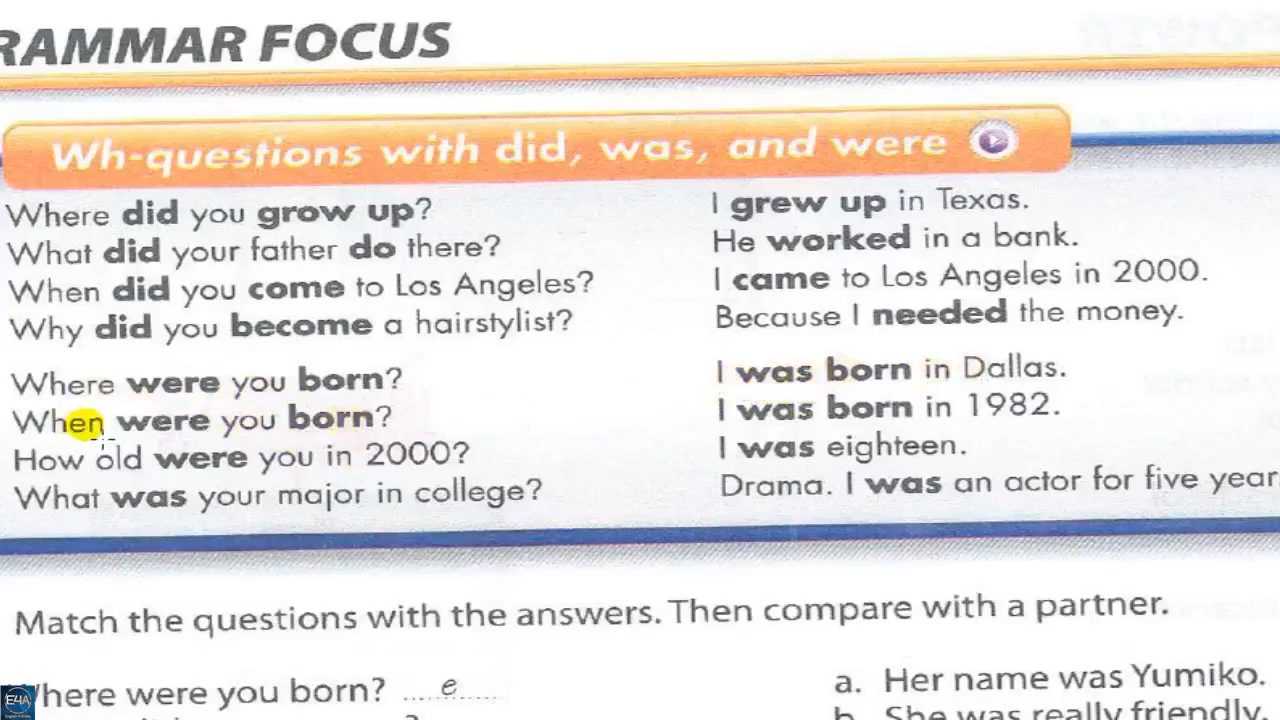 RAMMAR FOCUS
Wh-questions with did, was, and were
Where did you grow up? I grew up in Texas.
What did your father do there? He worked in a bank.
When did you come to Los Angeles? I came to Los Angeles in 2000.
Why did you become a hairstylist? Because I needed the money.
Where were you born? I was born in Dallas.
When were you born? I was born in 1982.
How old were you in 2000? I was eighteen.
What was your major in college? Drama. I was an actor for five year
Match the questions with the answers. Then compare with a partner.
here were you born? e a. Her name was Yumiko.
b. She was really friendly.
E4A